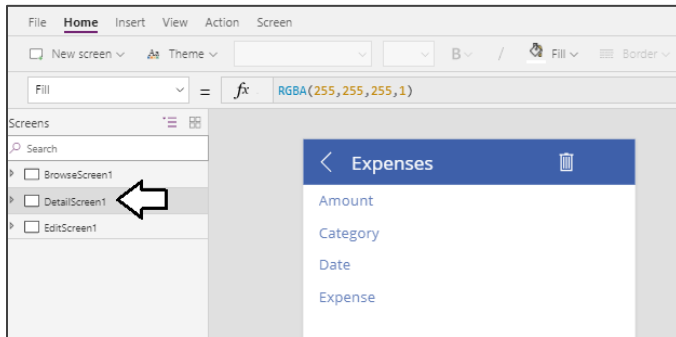 File Home Insert View Action Screen
New screen Aa Theme B / Fill Border
Fill = fx RGBA(255,255,255,1)
Screens
Search
BrowseScreen1
DetailScreen1
EditScreen1
Expenses
Amount
Category
Date
Expense